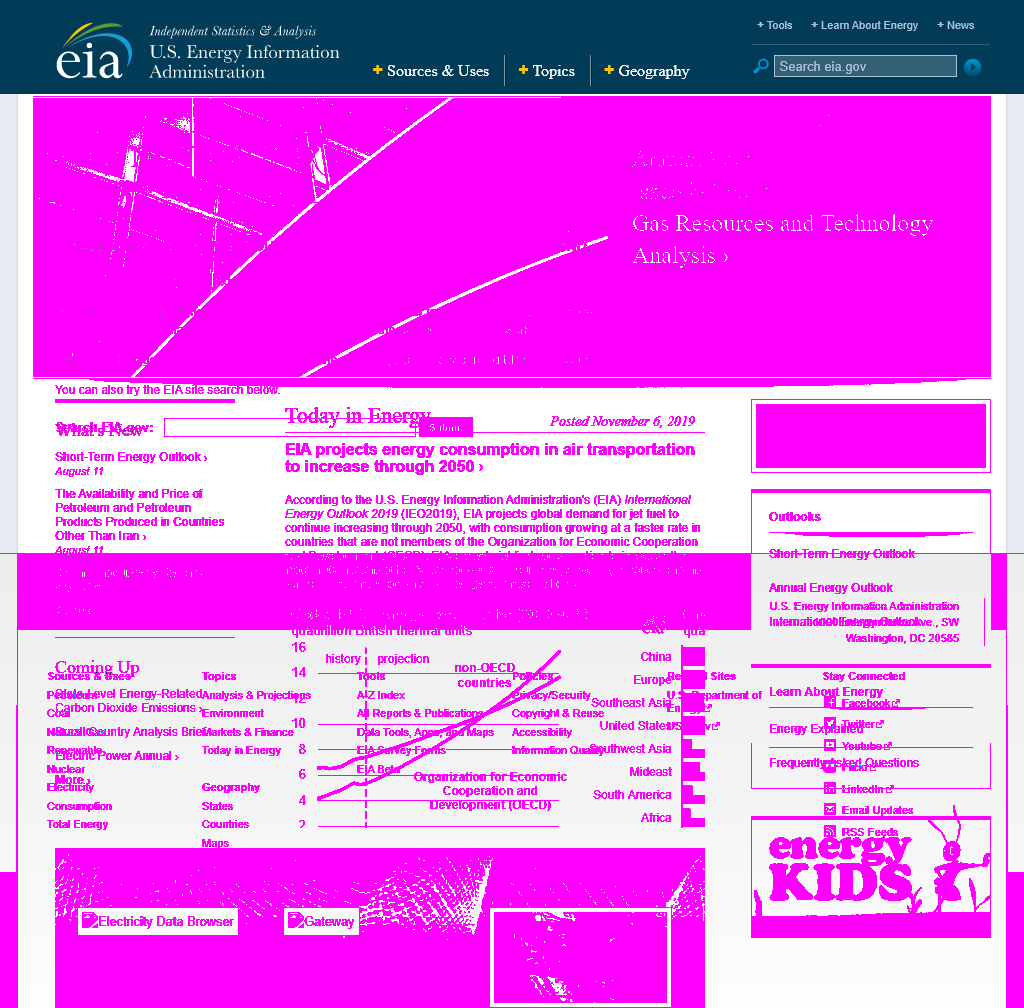 Independent Statistics & Analysis
U.S. Energy Information
Administration
eia
+ Tools
+ Learn About Energy
+ News
+ Sources & Uses
+ Topics
+ Geography
Search eia.gov
Gas Resources and Technology
Analysis ›
You can also try the EIA site search below.
Search EIA.gov:
Submit
What's New
Short-Term Energy Outlook ›
August 11
The Availability and Price of
Petroleum and Petroleum
Products Produced in Countries
Other Than Iran ›
August 11
Today in Energy
Posted November 6, 2019
EIA projects energy consumption in air transportation
to increase through 2050 ›
According to the U.S. Energy Information Administration's (EIA) International
Energy Outlook 2019 (IEO2019), EIA projects global demand for jet fuel to
continue increasing through 2050, with consumption growing at a faster rate in
countries that are not members of the Organization for Economic Cooperation
Outlooks
Short-Term Energy Outlook
Annual Energy Outlook
International Energy Outlook
U.S. Energy Information Administration
Washington, DC 20585
quadrillion British thermal units
eia
qua
16
14
12
10
8
6
4
2
history
projection
non-OECD
countries
Organization for Economic
Cooperation and
Development (OECD)
China
Europe
Southeast Asia
United States
Southwest Asia
Mideast
South America
Africa
Coming Up
State-Level Energy-Related
Carbon Dioxide Emissions ›
Brazil Country Analysis Brief
Electric Power Annual ›
More ›
Sources & Uses
Petroleum
Coal
Natural Gas
Renewable
Nuclear
Electricity
Consumption
Total Energy
Topics
Analysis & Projections
Environment
Markets & Finance
Today in Energy
Geography
States
Countries
Maps
Tools
A-Z Index
All Reports & Publications
Data Tools, Apps, and Maps
EIA Survey Forms
EIA Beta
Policies
Privacy/Security
Copyright & Reuse
Accessibility
Information Quality
Related Sites
U.S. Department of
Energy
Stay Connected
Facebook
Twitter
Youtube
Flickr
LinkedIn
Email Updates
RSS Feeds
Learn About Energy
Energy Explained
Frequently Asked Questions
energy
KIDS
Electricity Data Browser
Gateway